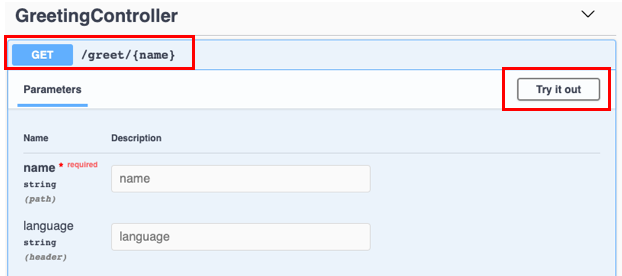 GreetingController
GET /greet/{name}
Parameters Try it out
Name Description
name * required name
string
(path)
language language
string
(header)